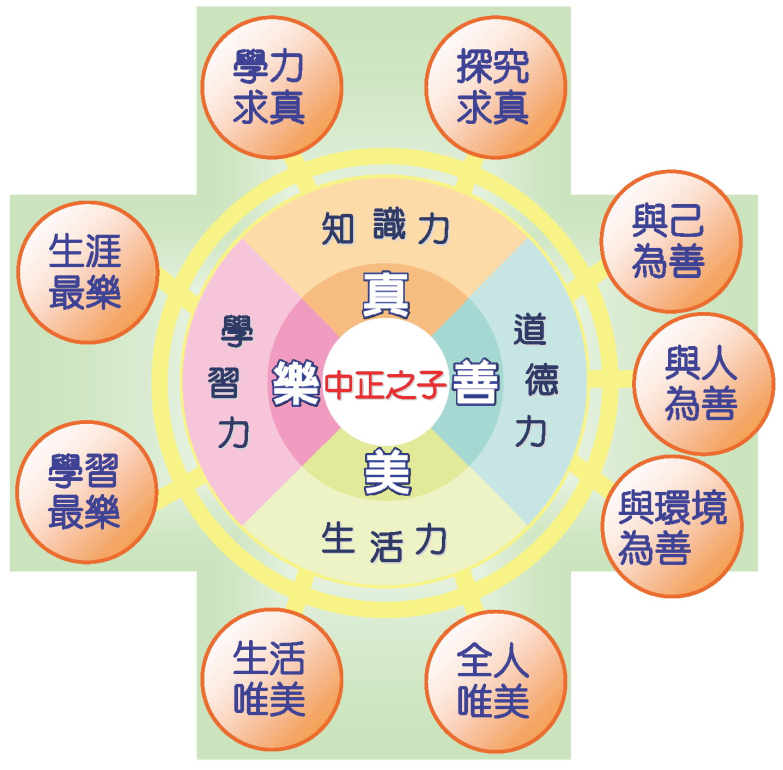 學力
求真
探究
求真
生涯
最樂
與己
為善
知識力
真
學習力
樂
中正之子
善
道德力
與人
為善
美
生活力
學習
最樂
與環境
為善
生活
唯美
全人
唯美